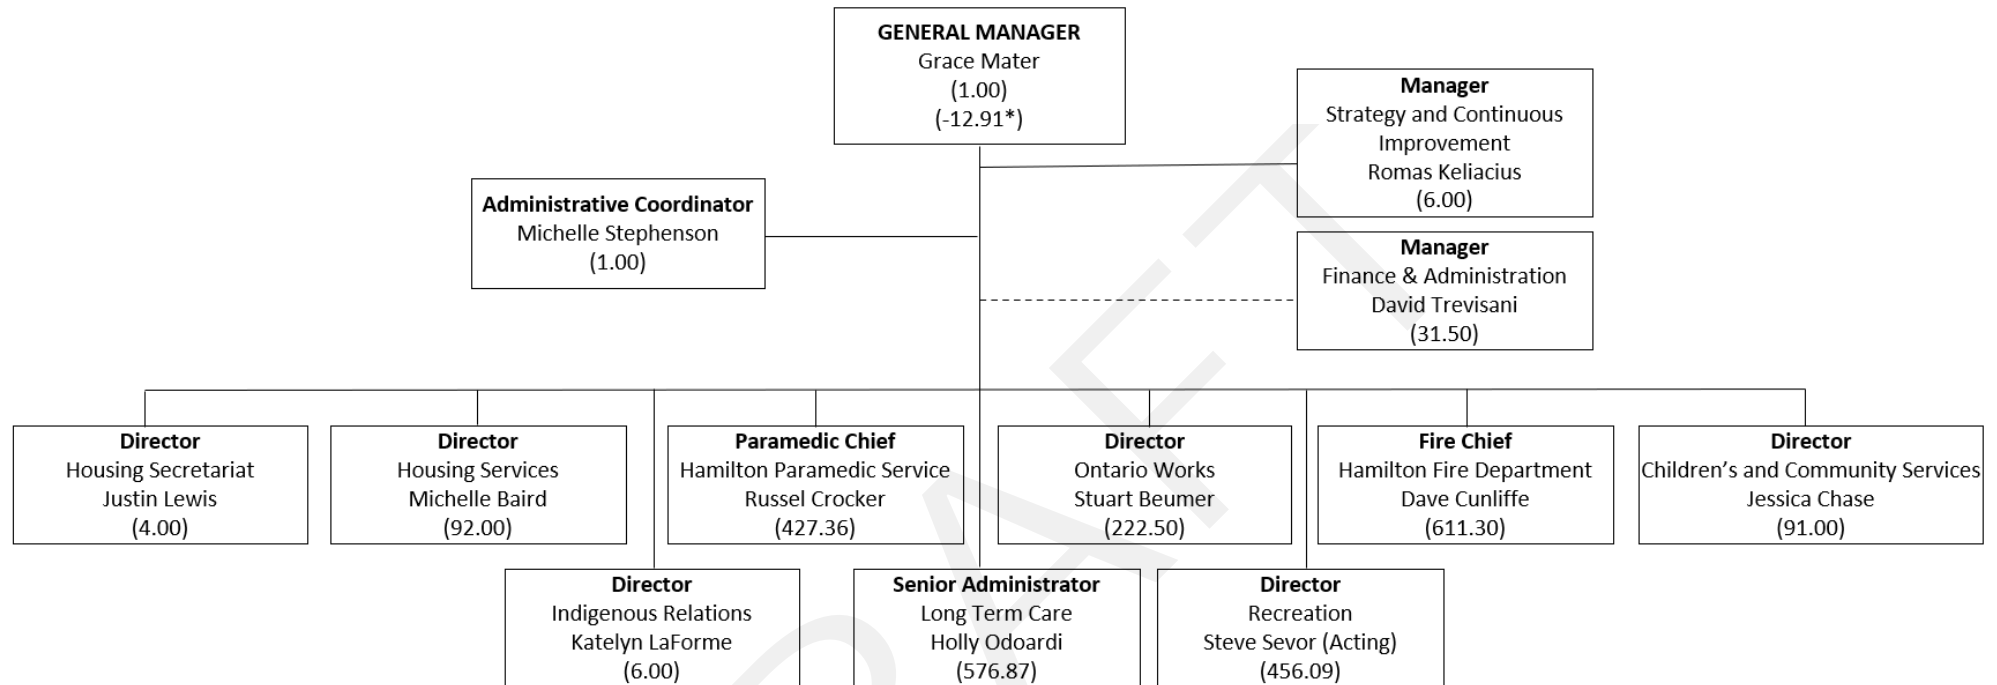 GENERAL MANAGER
Grace Mater
(1.00)
(-12.91*)
Manager
Strategy and Continuous
Improvement
Romas Keliacius
(6.00)
Administrative Coordinator
Michelle Stephenson
(1.00)
Manager
Finance & Administration
David Trevisani
(31.50)
Director
Housing Secretariat
Justin Lewis
(4.00)
Director
Housing Services
Michelle Baird
(92.00)
Paramedic Chief
Hamilton Paramedic Service
Russel Crocker
(427.36)
Director
Ontario Works
Stuart Beumer
(222.50)
Fire Chief
Hamilton Fire Department
Dave Cunliffe
(611.30)
Director
Children’s and Community Services
Jessica Chase
(91.00)
Director
Indigenous Relations
Katelyn LaForme
(6.00)
Senior Administrator
Long Term Care
Holly Odoardi
(576.87)
Director
Recreation
Steve Sevor (Acting)
(456.09)
RAFT